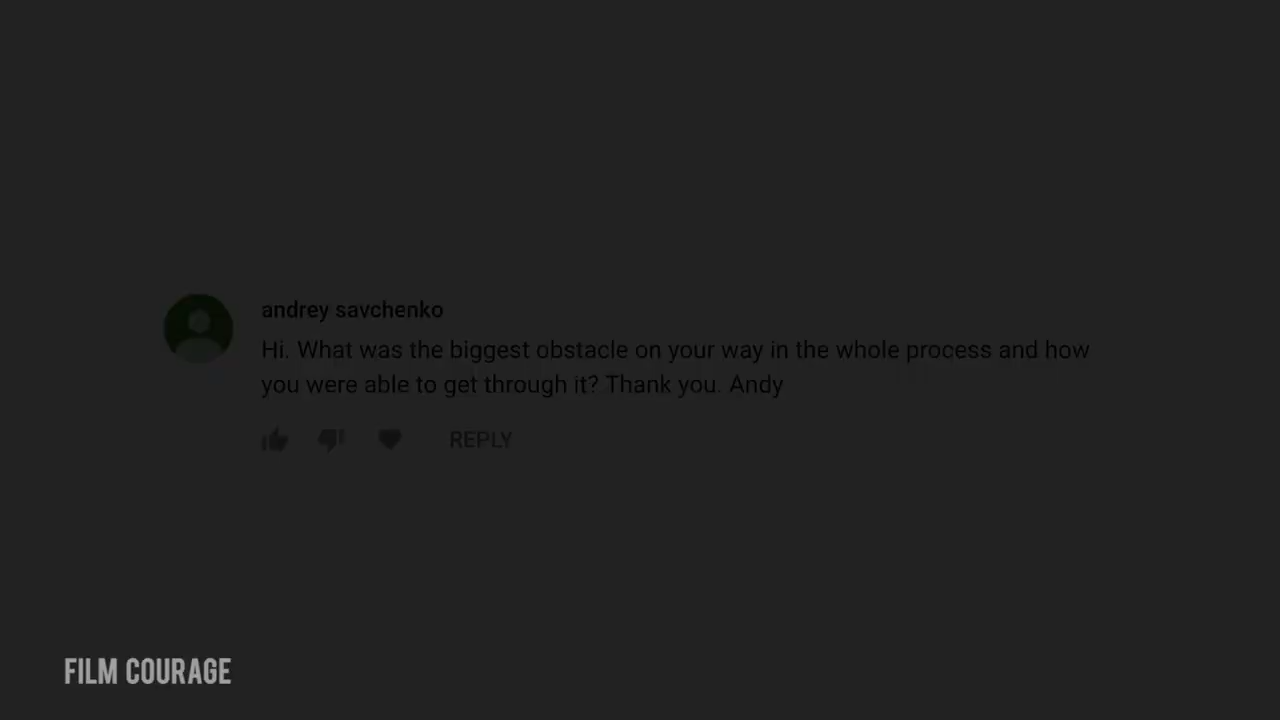 andrey savchenko
Hi. What was the biggest obstacle on your way in the whole process and how
you were able to get through it? Thank you. Andy
REPLY
FILM COURAGE